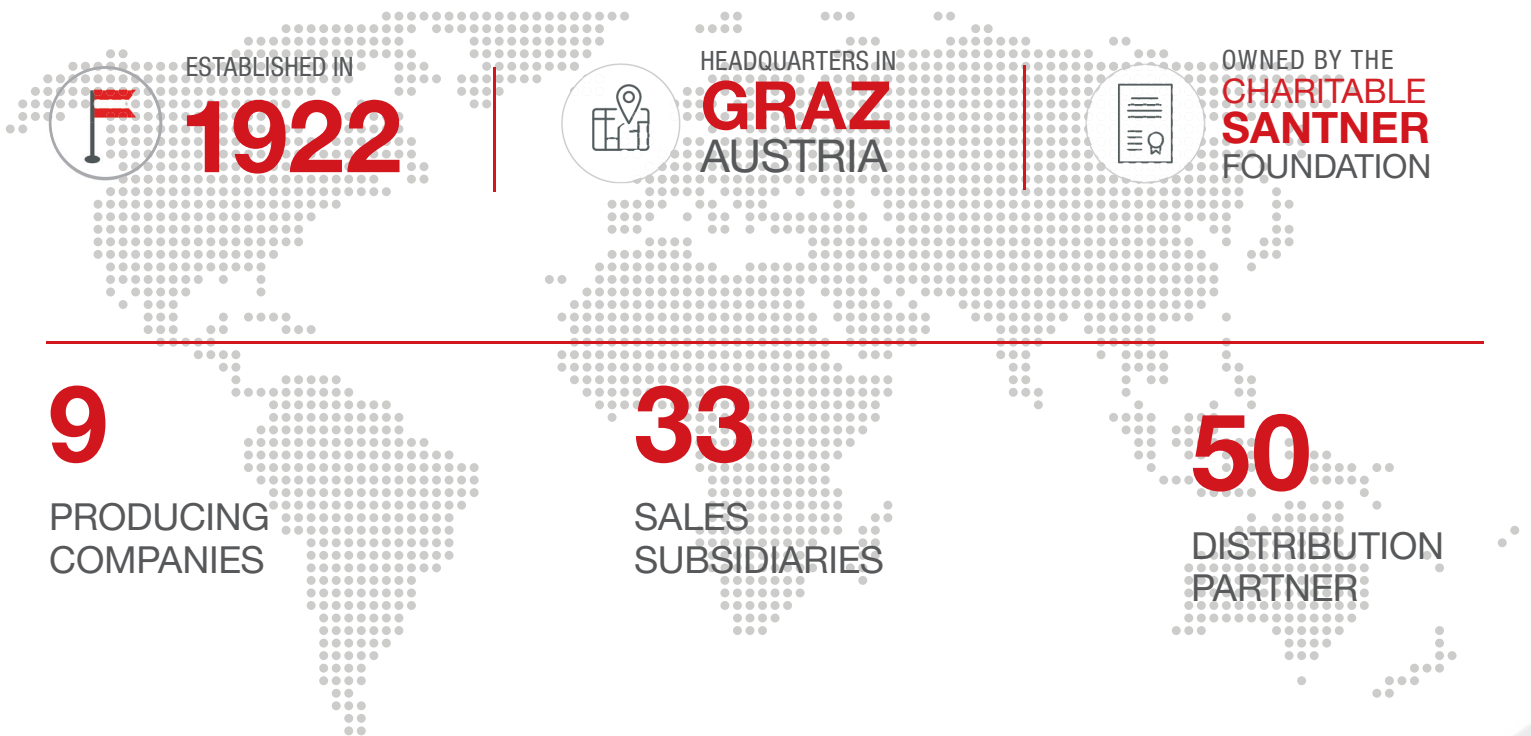 ESTABLISHED IN
1922
HEADQUARTERS IN
GRAZ
AUSTRIA
OWNED BY THE
CHARITABLE
SANTNER
FOUNDATION
9
PRODUCING
COMPANIES
33
SALES
SUBSIDIARIES
50
DISTRIBUTION
PARTNER